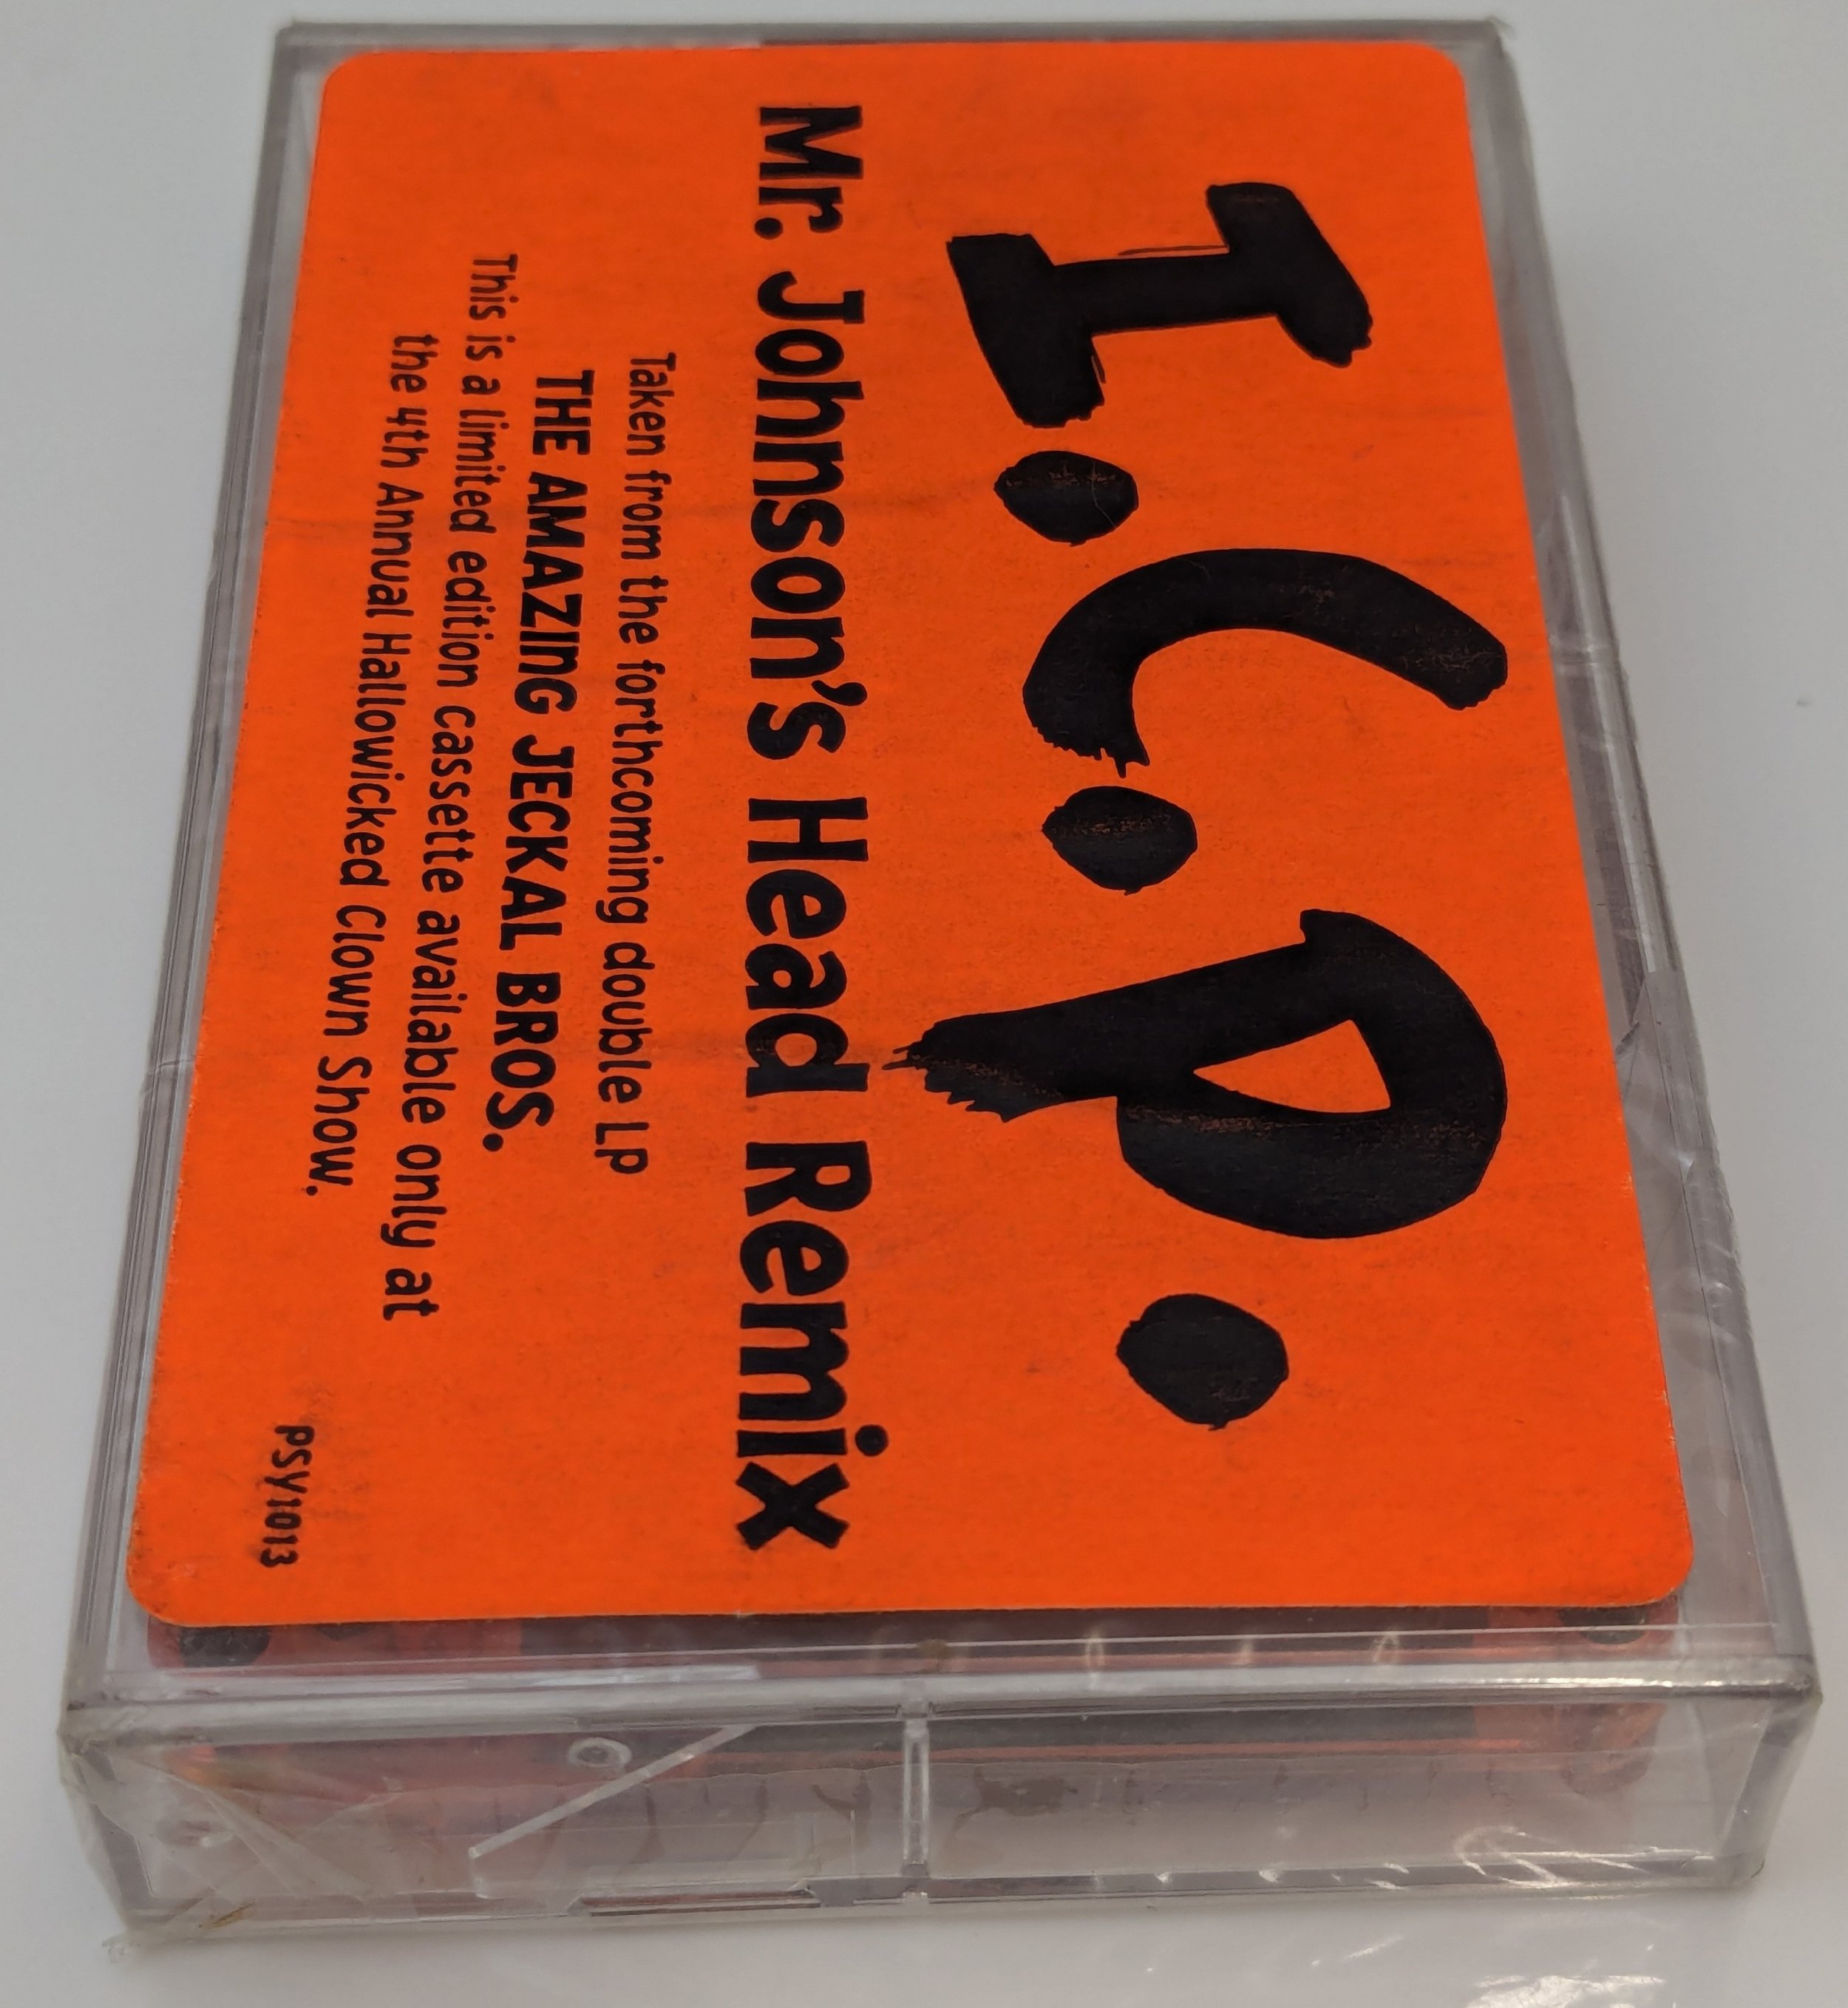 I.C.P.
Mr. Johnson's Head Remix
Taken from the forthcoming double LP
THE AMAZING JECKAL BROS.
This is a limited edition cassette available only at
the 4th Annual Hallowicked Clown Show.
PSY1013